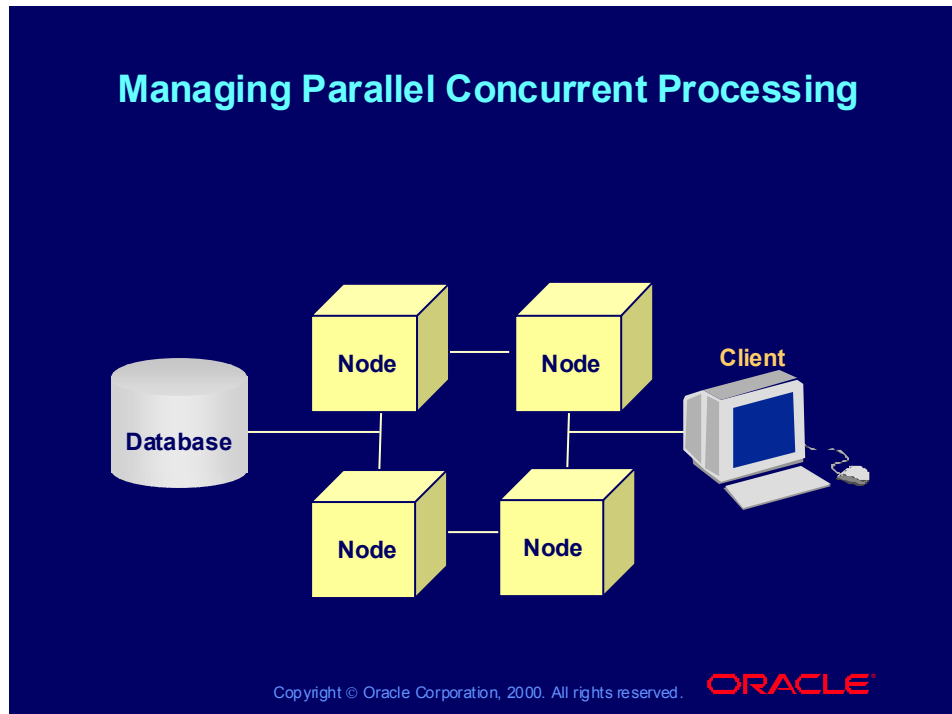 Managing Parallel Concurrent Processing
Node
Node
Client
Database
Node
Node
Copyright © Oracle Corporation, 2000. All rights reserved.
ORACLE®